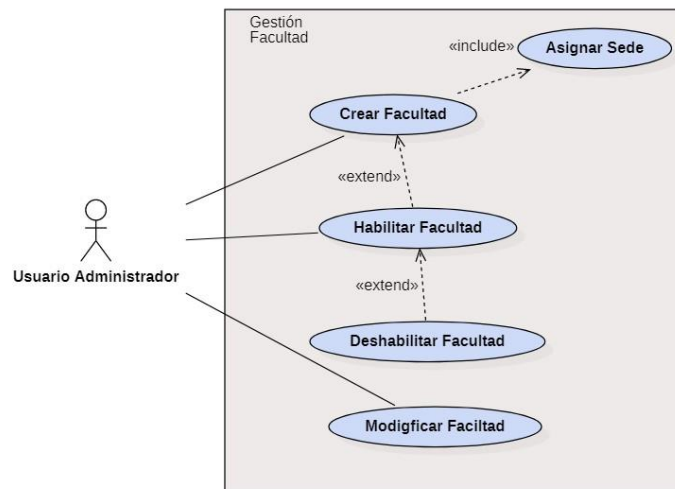 Gestión
Facultad
«include»
Asignar Sede
Crear Facultad
«extend»
Habilitar Facultad
Usuario Administrador
«extend»
Deshabilitar Facultad
Modigficar Faciltad